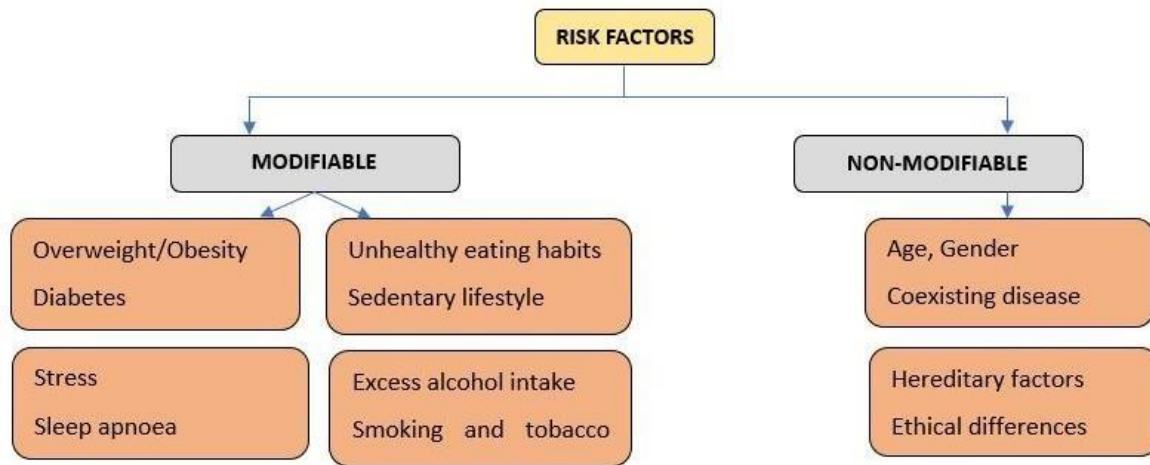 RISK FACTORS
MODIFIABLE
NON-MODIFIABLE
Overweight/Obesity
Diabetes
Unhealthy eating habits
Sedentary lifestyle
Age, Gender
Coexisting disease
Stress
Sleep apnoea
Excess alcohol intake
Smoking and tobacco
Hereditary factors
Ethical differences